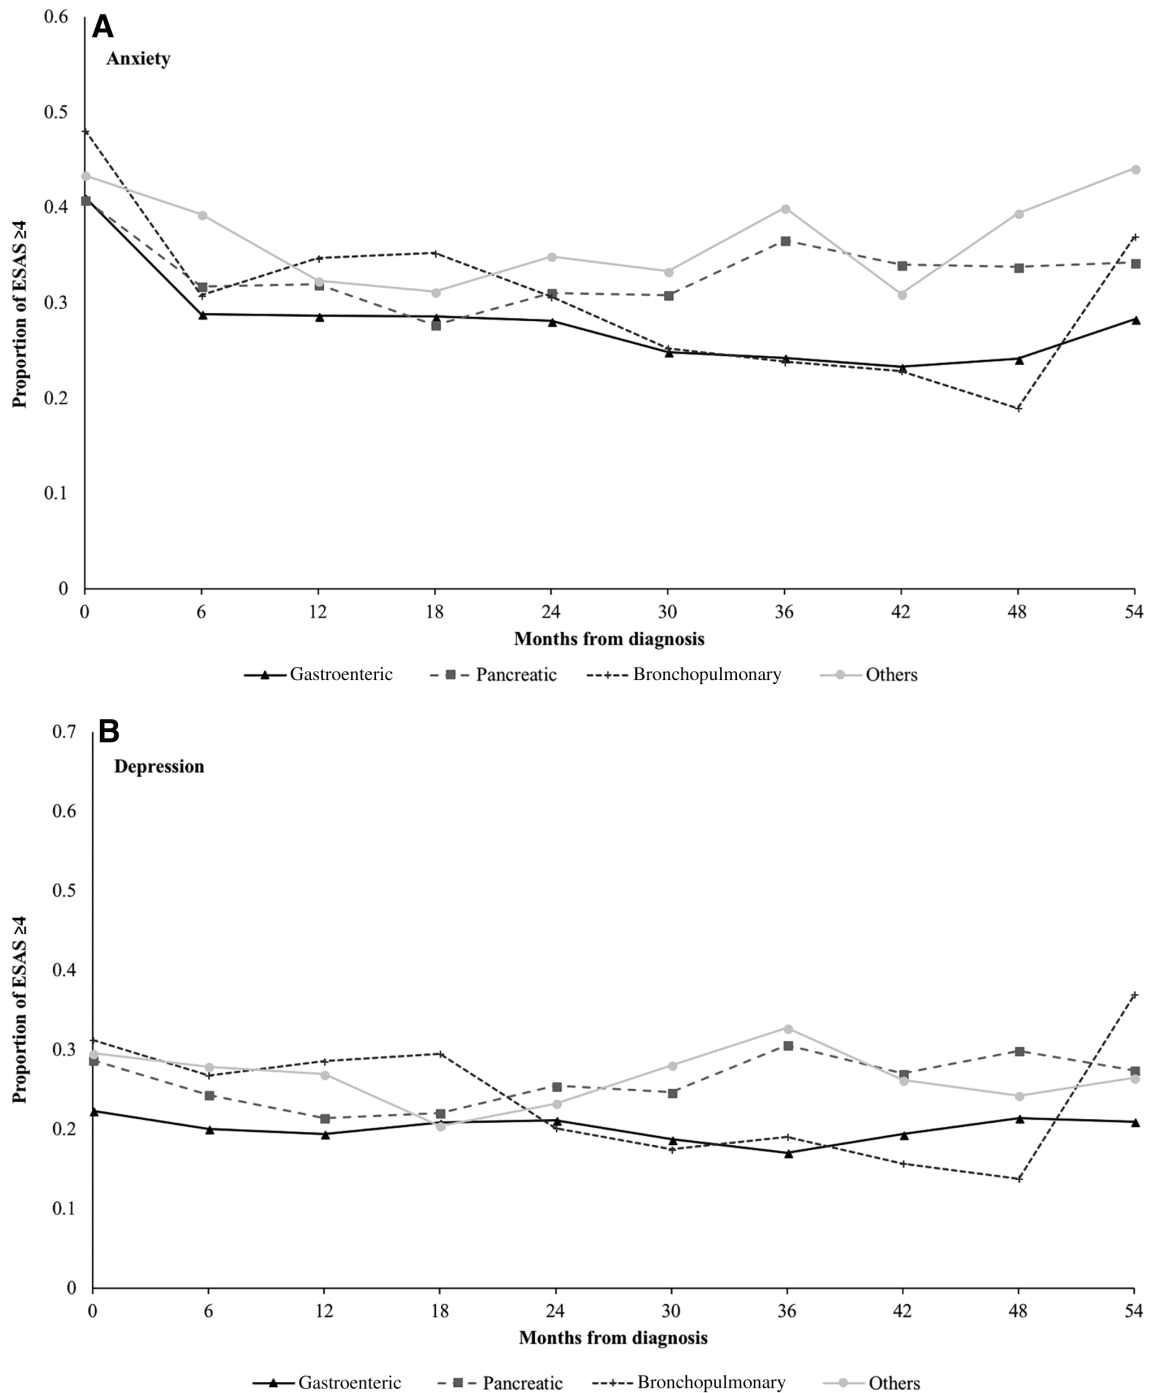 A
Anxiety
0.6
0.5
0.4
0.3
0.2
0.1
0
Proportion of ESAS ≥4
0 6 12 18 24 30 36 42 48 54
Months from diagnosis
Gastroenteric Pancreatic Bronchopulmonary Others
B
Depression
0.7
0.6
0.5
0.4
0.3
0.2
0.1
0
Proportion of ESAS ≥4
0 6 12 18 24 30 36 42 48 54
Months from diagnosis
Gastroenteric Pancreatic Bronchopulmonary Others